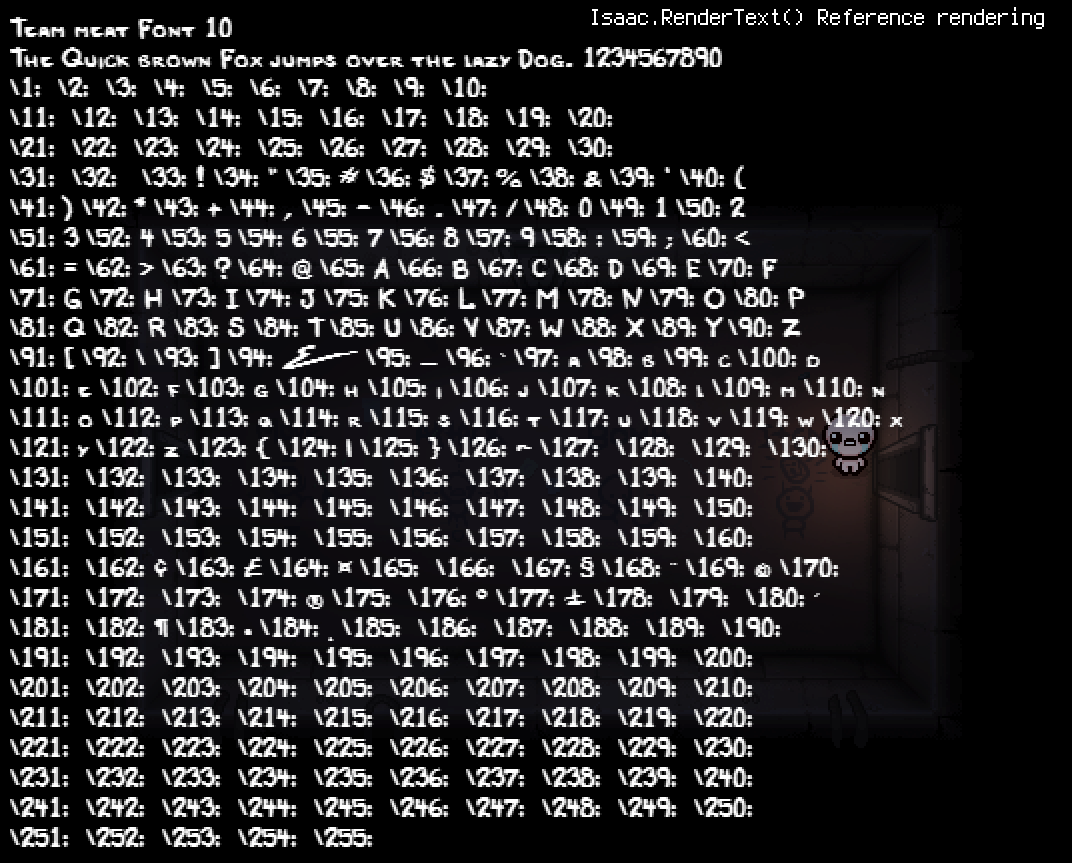 Isaac.RenderText() Reference rendering
Team meat Font 10
The Quick brown Fox jumps over the lazy Dog. 1234567890
\1: \2: \3: \4: \5: \6: \7: \8: \9: \10:
\11: \12: \13: \14: \15: \16: \17: \18: \19: \20:
\21: \22: \23: \24: \25: \26: \27: \28: \29: \30:
\31: \32: \33: ! \34: " \35: # \36: $ \37: % \38: & \39: ' \40: (
\41: ) \42: * \43: + \44: , \45: - \46: . \47: / \48: 0 \49: 1 \50: 2
\51: 3 \52: 4 \53: 5 \54: 6 \55: 7 \56: 8 \57: 9 \58: : \59: ; \60: <
\61: = \62: > \63: ? \64: @ \65: A \66: B \67: C \68: D \69: E \70: F
\71: G \72: H \73: I \74: J \75: K \76: L \77: M \78: N \79: O \80: P
\81: Q \82: R \83: S \84: T \85: U \86: V \87: W \88: X \89: Y \90: Z
\91: [ \92: \ \93: ] \94: \95: _ \96: ` \97: a \98: b \99: c \100: d
\101: e \102: f \103: g \104: h \105: i \106: j \107: k \108: l \109: m \110: n
\111: o \112: p \113: q \114: r \115: s \116: t \117: u \118: v \119: w \120: x
\121: y \122: z \123: { \124: | \125: } \126: ~ \127: \128: \129: \130:
\131: \132: \133: \134: \135: \136: \137: \138: \139: \140:
\141: \142: \143: \144: \145: \146: \147: \148: \149: \150:
\151: \152: \153: \154: \155: \156: \157: \158: \159: \160:
\161: \162: ¢ \163: £ \164: ¤ \165: \166: \167: § \168: ¨ \169: © \170:
\171: \172: \173: \174: ® \175: \176: ° \177: ± \178: \179: \180: ´
\181: \182: ¶ \183: · \184: ¸ \185: \186: \187: \188: \189: \190:
\191: \192: \193: \194: \195: \196: \197: \198: \199: \200:
\201: \202: \203: \204: \205: \206: \207: \208: \209: \210:
\211: \212: \213: \214: \215: \216: \217: \218: \219: \220:
\221: \222: \223: \224: \225: \226: \227: \228: \229: \230:
\231: \232: \233: \234: \235: \236: \237: \238: \239: \240:
\241: \242: \243: \244: \245: \246: \247: \248: \249: \250:
\251: \252: \253: \254: \255: